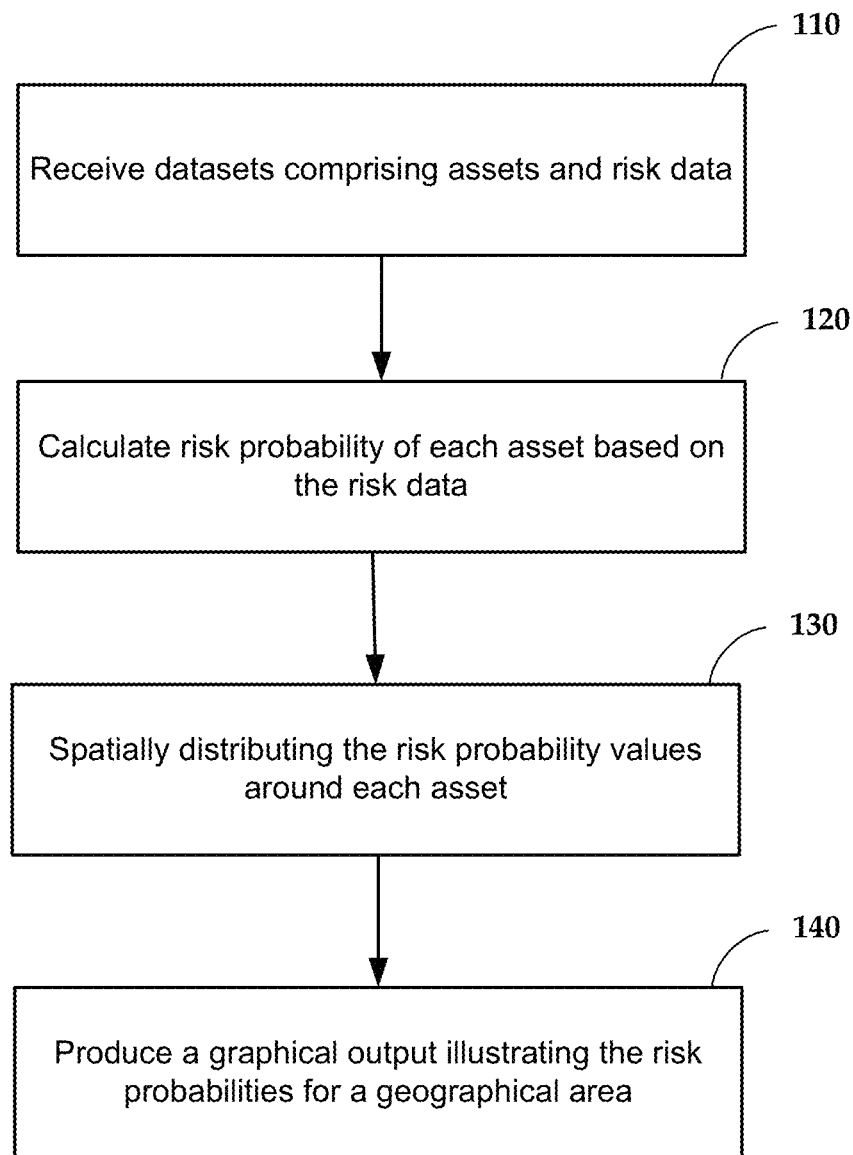 110
Receive datasets comprising assets and risk data
120
Calculate risk probability of each asset based on
the risk data
130
Spatially distributing the risk probability values
around each asset
140
Produce a graphical output illustrating the risk
probabilities for a geographical area